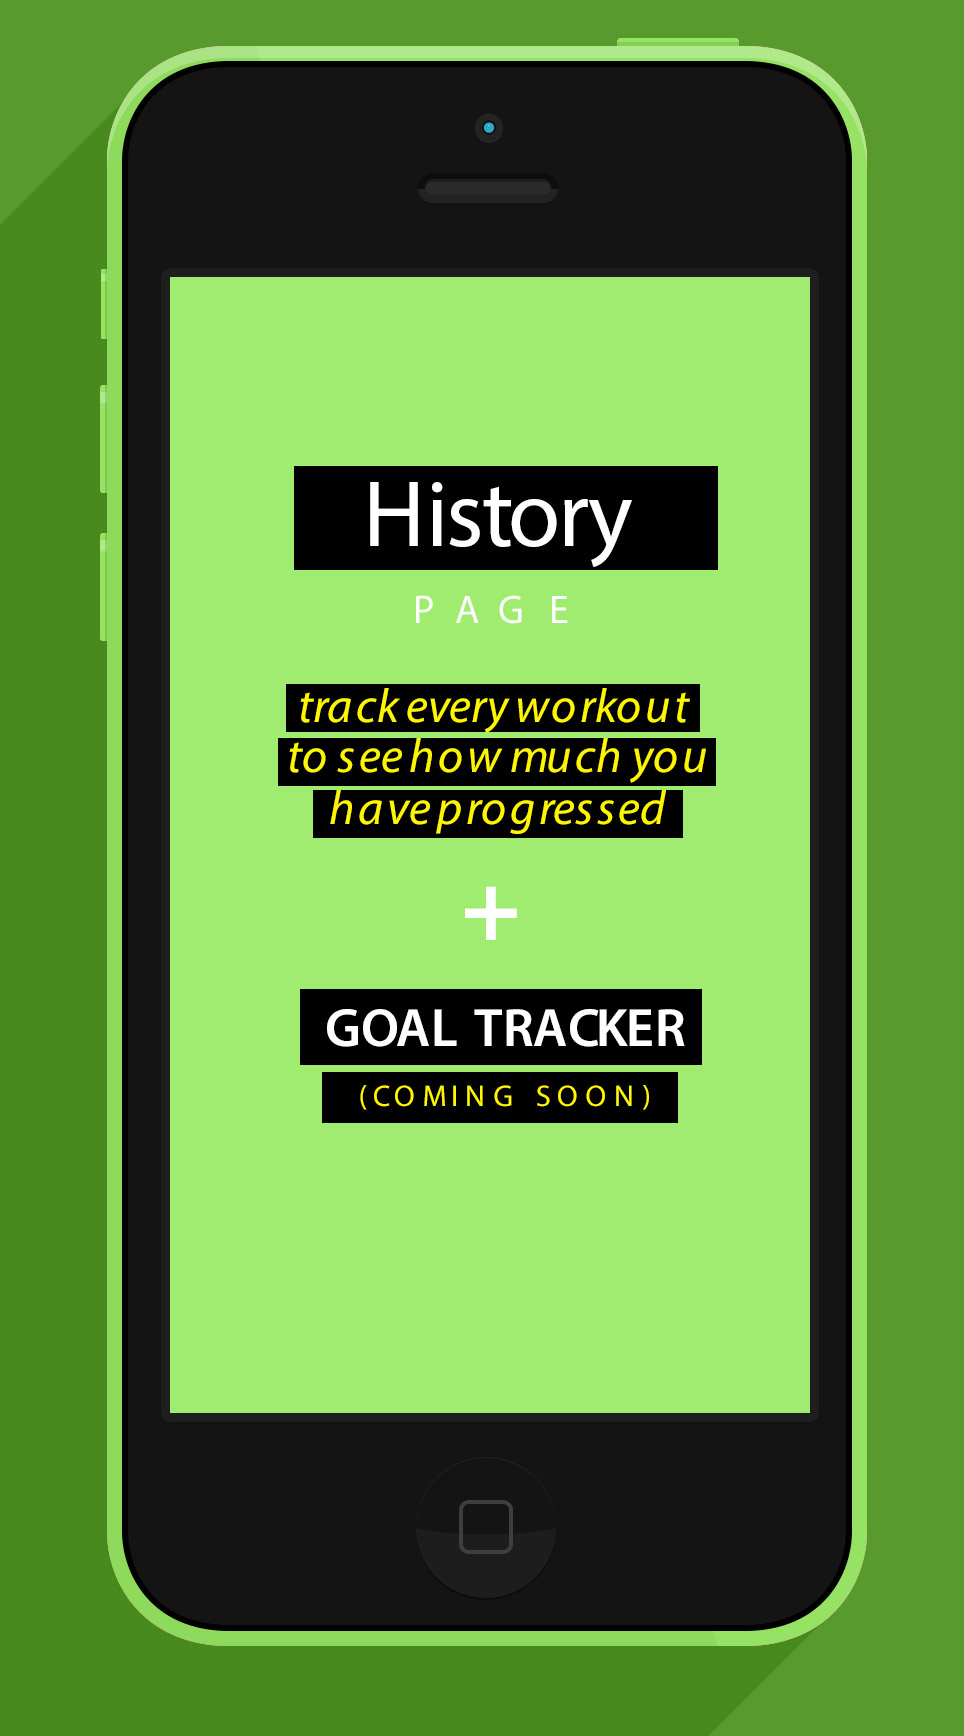 History
PAGE
track every workout
to see how much you
have progressed
+
GOAL TRACKER
(COMING SOON)